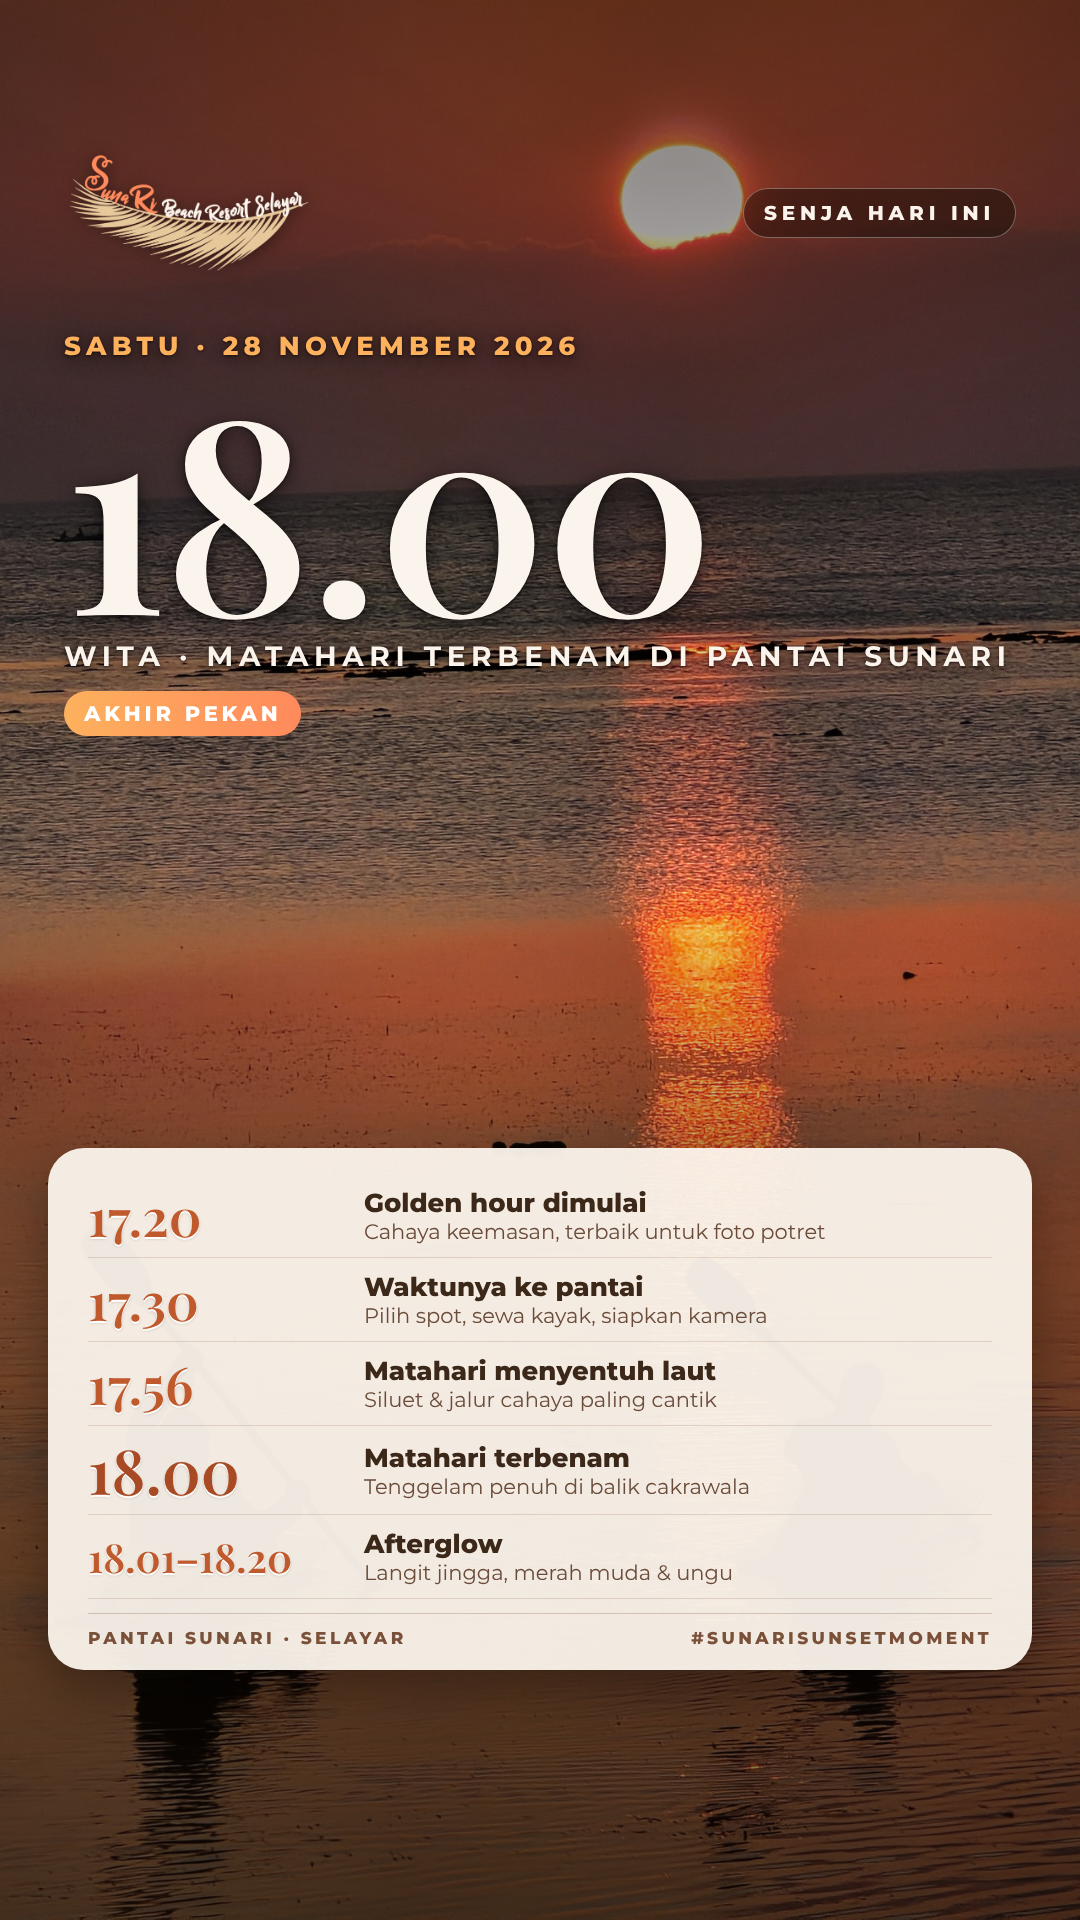 SunaRi Beach Resort Selayar
SENJA HARI INI
SABTU · 28 NOVEMBER 2026
18.00
WITA · MATAHARI TERBENAM DI PANTAI SUNARI
AKHIR PEKAN
17.20
Golden hour dimulai
Cahaya keemasan, terbaik untuk foto potret
17.30
Waktunya ke pantai
Pilih spot, sewa kayak, siapkan kamera
17.56
Matahari menyentuh laut
Siluet & jalur cahaya paling cantik
18.00
Matahari terbenam
Tenggelam penuh di balik cakrawala
18.01–18.20
Afterglow
Langit jingga, merah muda & ungu
PANTAI SUNARI · SELAYAR
#SUNARISUNSETMOMENT